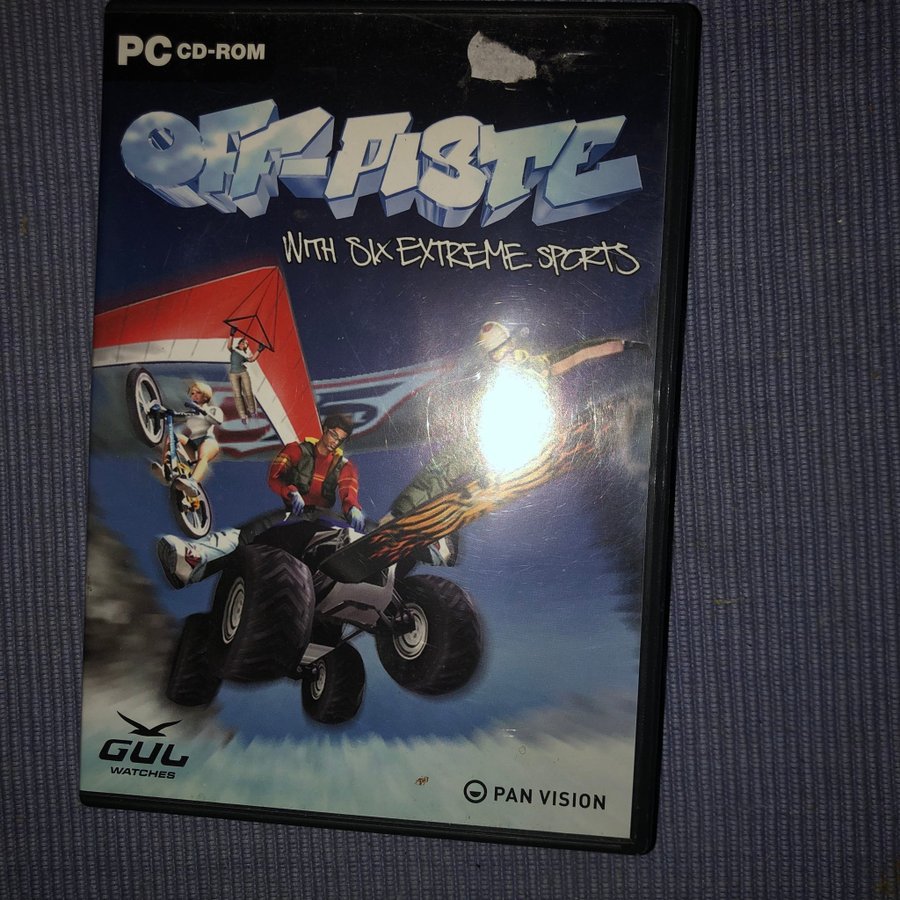 PC CD-ROM
OFF-PISTE
WITH SIX EXTREME SPORTS
GUL
WATCHES
PAN VISION